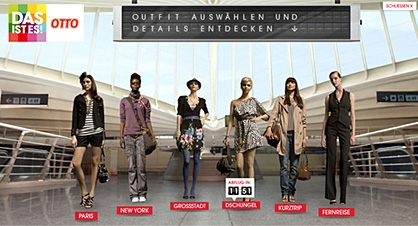 SCHLIESSEN X
DAS
IST ES!
OTTO
OUTFIT AUSWÄHLEN UND
DETAILS ENTDECKEN ↓
ABFLUG IN
11 51
PARIS
NEW YORK
GROSSSTADT
DSCHUNGEL
KURZTRIP
FERNREISE